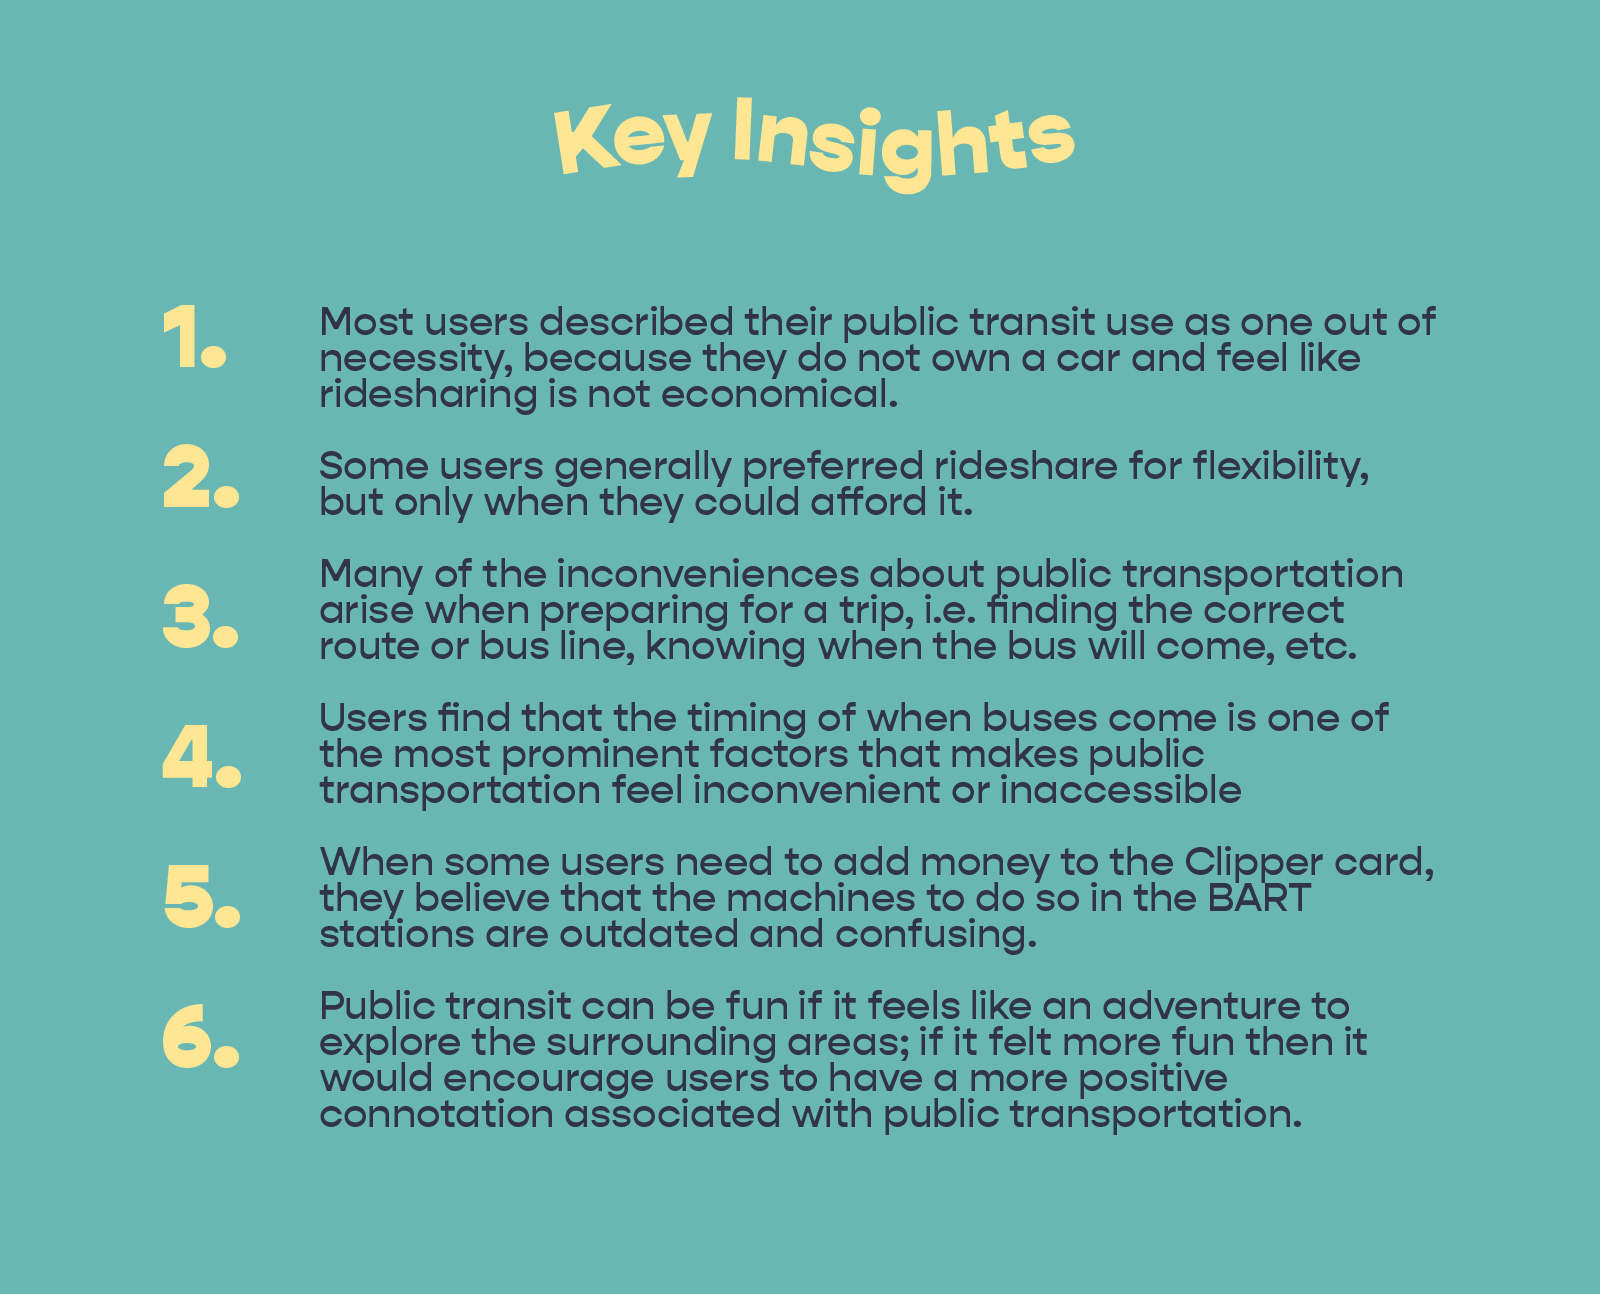 Key Insights
1.
Most users described their public transit use as one out of
necessity, because they do not own a car and feel like
ridesharing is not economical.
2.
Some users generally preferred rideshare for flexibility,
but only when they could afford it.
3.
Many of the inconveniences about public transportation
arise when preparing for a trip, i.e. finding the correct
route or bus line, knowing when the bus will come, etc.
4.
Users find that the timing of when buses come is one of
the most prominent factors that makes public
transportation feel inconvenient or inaccessible
5.
When some users need to add money to the Clipper card,
they believe that the machines to do so in the BART
stations are outdated and confusing.
6.
Public transit can be fun if it feels like an adventure to
explore the surrounding areas; if it felt more fun then it
would encourage users to have a more positive
connotation associated with public transportation.